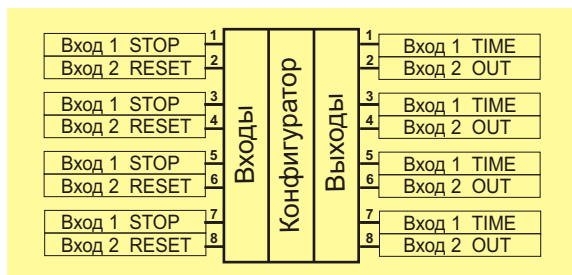 Вход 1 STOP 1
Вход 2 RESET 2
Вход 1 STOP 3
Вход 2 RESET 4
Вход 1 STOP 5
Вход 2 RESET 6
Вход 1 STOP 7
Вход 2 RESET 8
Входы
Конфигуратор
Выходы
1 Вход 1 TIME
2 Вход 2 OUT
3 Вход 1 TIME
4 Вход 2 OUT
5 Вход 1 TIME
6 Вход 2 OUT
7 Вход 1 TIME
8 Вход 2 OUT